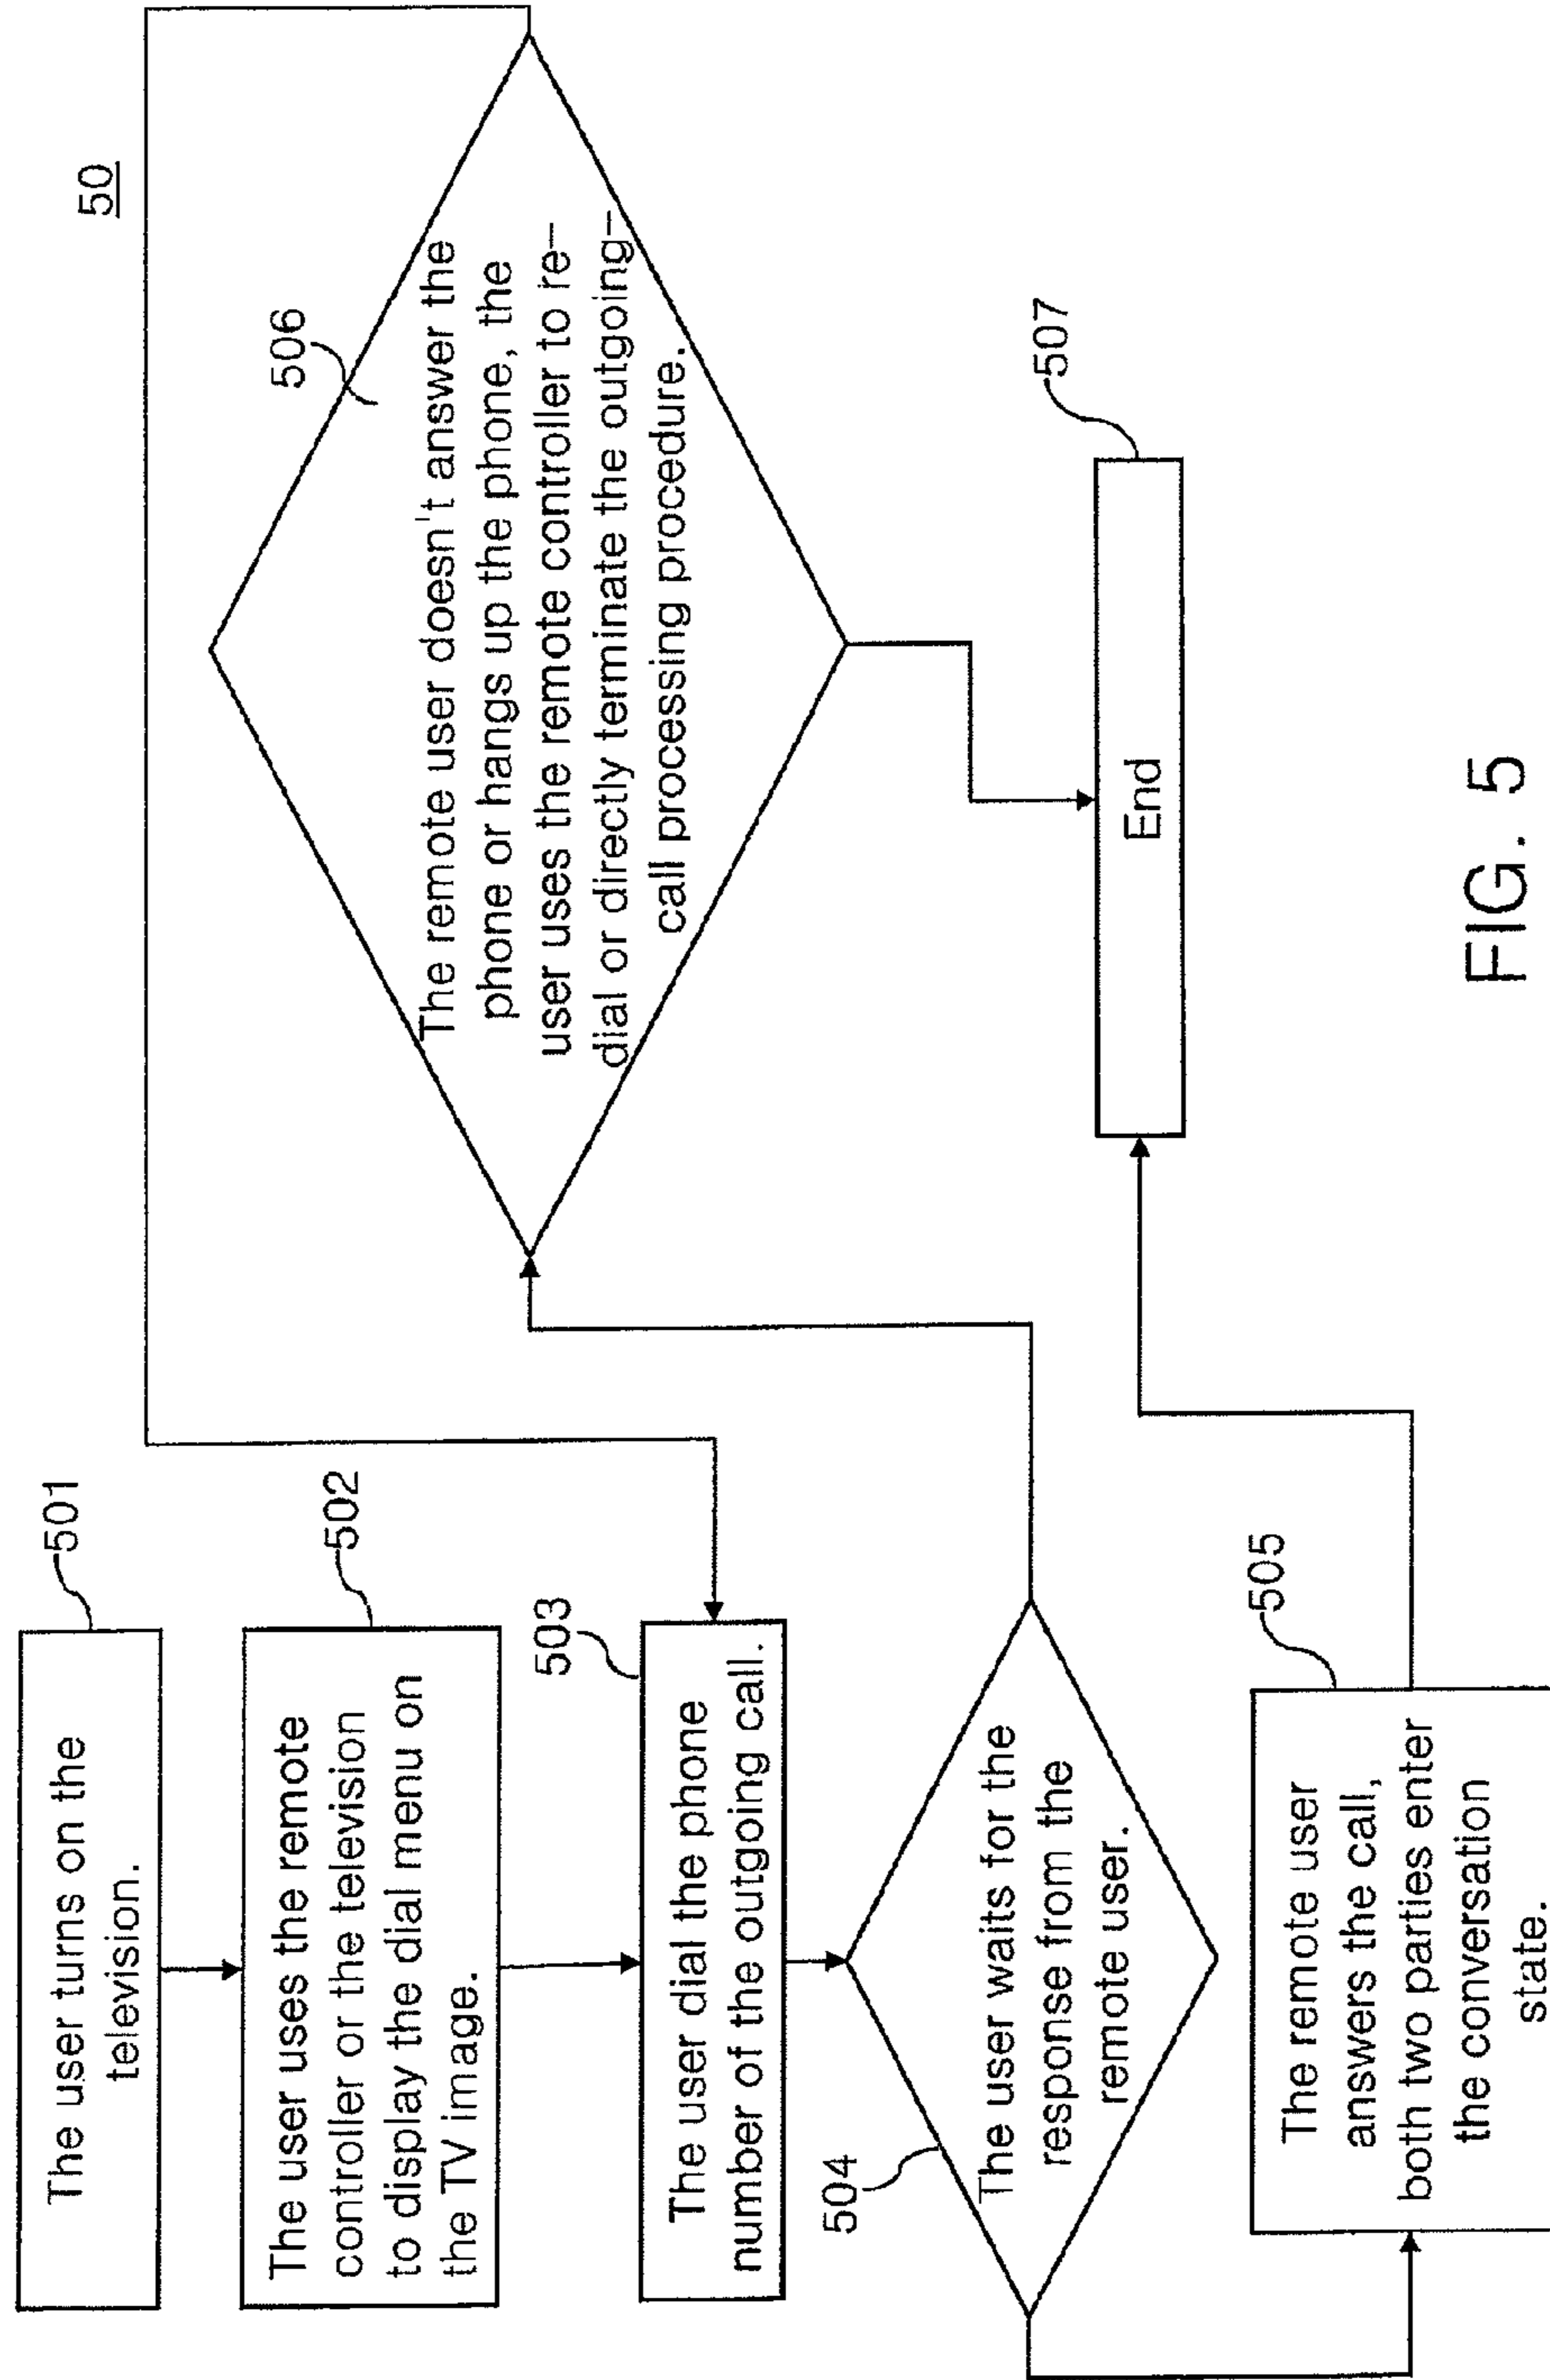 50
501
The user turns on the
television.
502
The user uses the remote
controller or the television
to display the dial menu on
the TV image.
503
The user dial the phone
number of the outgoing call.
504
The user waits for the
response from the
remote user.
505
The remote user
answers the call,
both two parties enter
the conversation
state.
506
The remote user doesn't answer the
phone or hangs up the phone, the
user uses the remote controller to re-
dial or directly terminate the outgoing-
call processing procedure.
507
End
FIG. 5